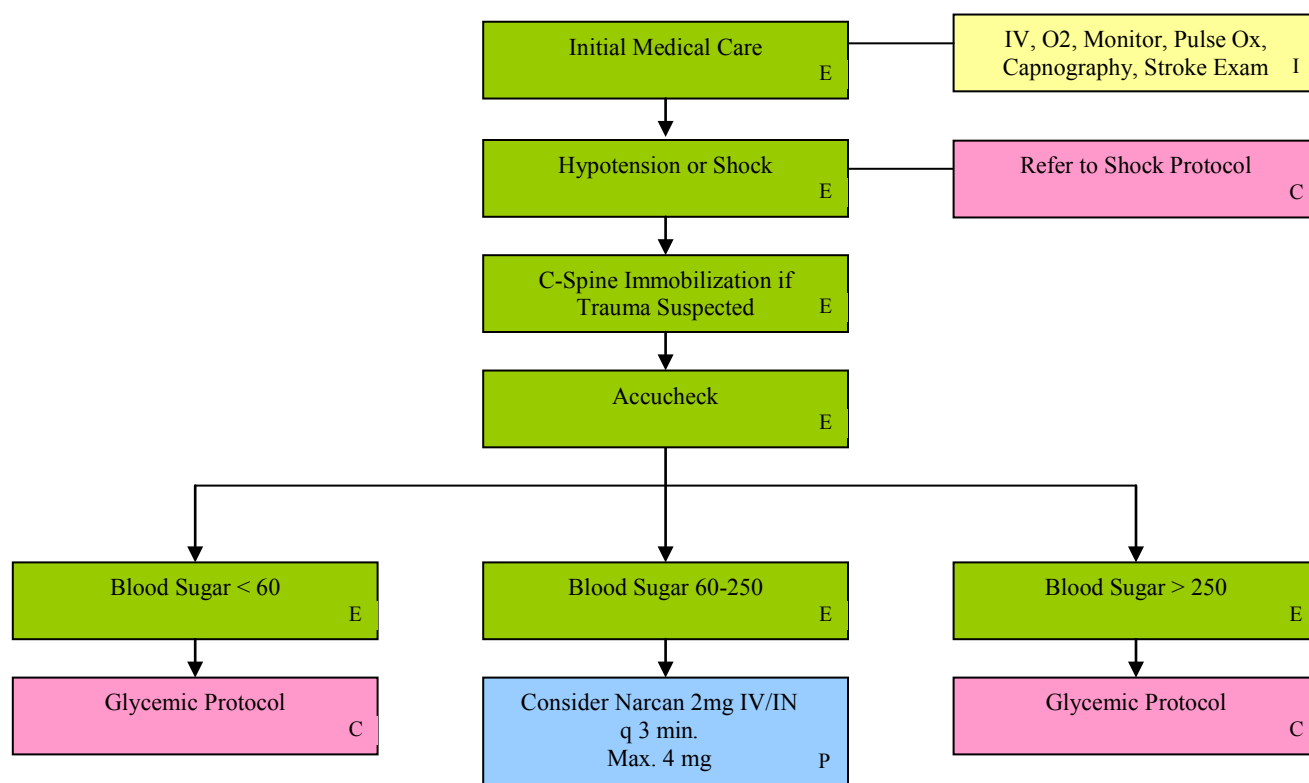 Initial Medical Care
E
IV, O2, Monitor, Pulse Ox,
Capnography, Stroke Exam
I
Hypotension or Shock
E
Refer to Shock Protocol
C
C-Spine Immobilization if
Trauma Suspected
E
Accucheck
E
Blood Sugar < 60
E
Blood Sugar 60-250
E
Blood Sugar > 250
E
Glycemic Protocol
C
Consider Narcan 2mg IV/IN
q 3 min.
Max. 4 mg
P
Glycemic Protocol
C